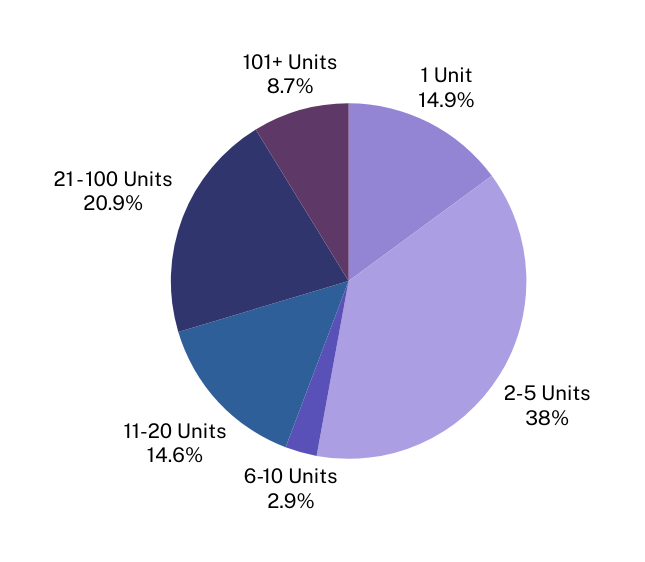 101+ Units
8.7%
1 Unit
14.9%
21-100 Units
20.9%
2-5 Units
38%
11-20 Units
14.6%
6-10 Units
2.9%